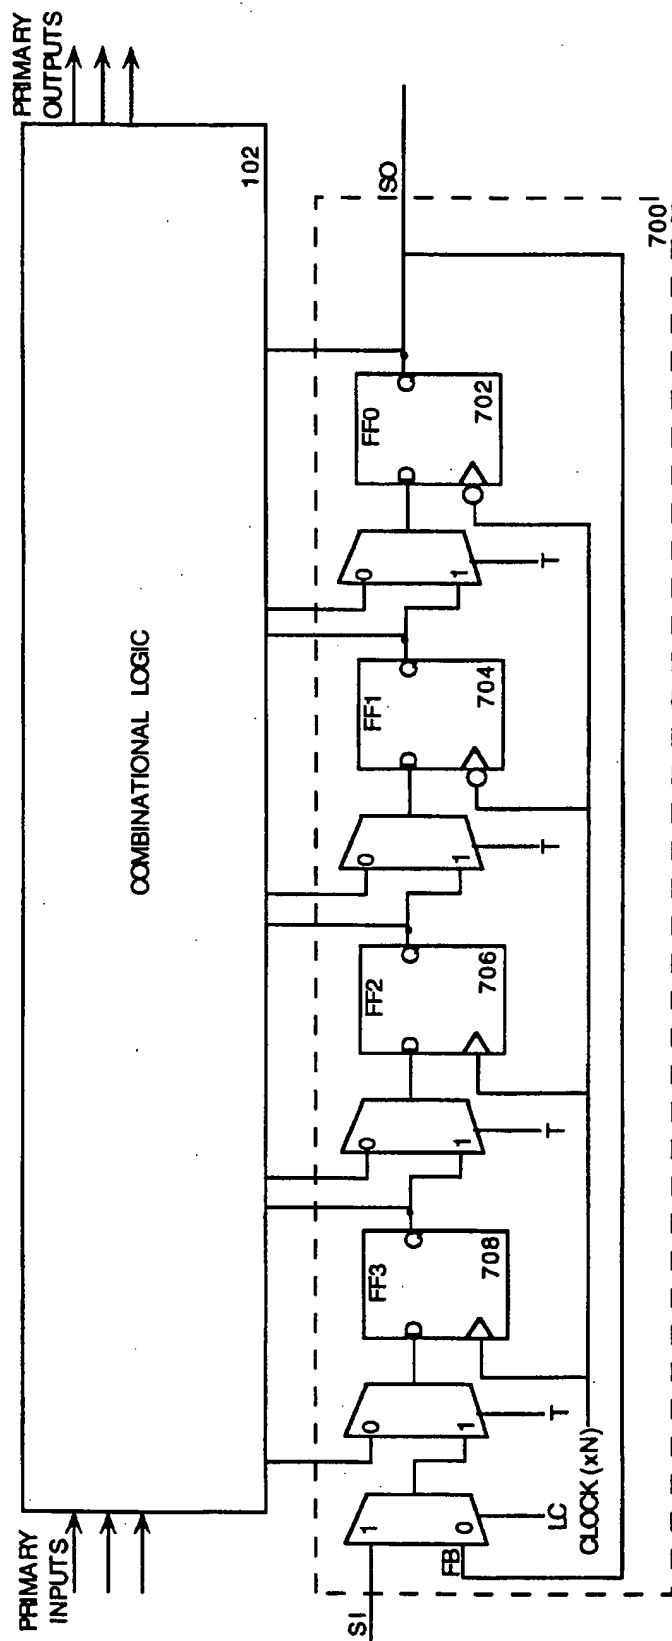 PRIMARY
INPUTS
PRIMARY
OUTPUTS
COMBINATIONAL LOGIC
102
SI
FB
1
0
LC
0
1
T
FF3
D
Q
708
0
1
T
FF2
D
Q
706
0
1
T
FF1
D
Q
704
0
1
T
FF0
D
Q
702
SO
CLOCK (xN)
700